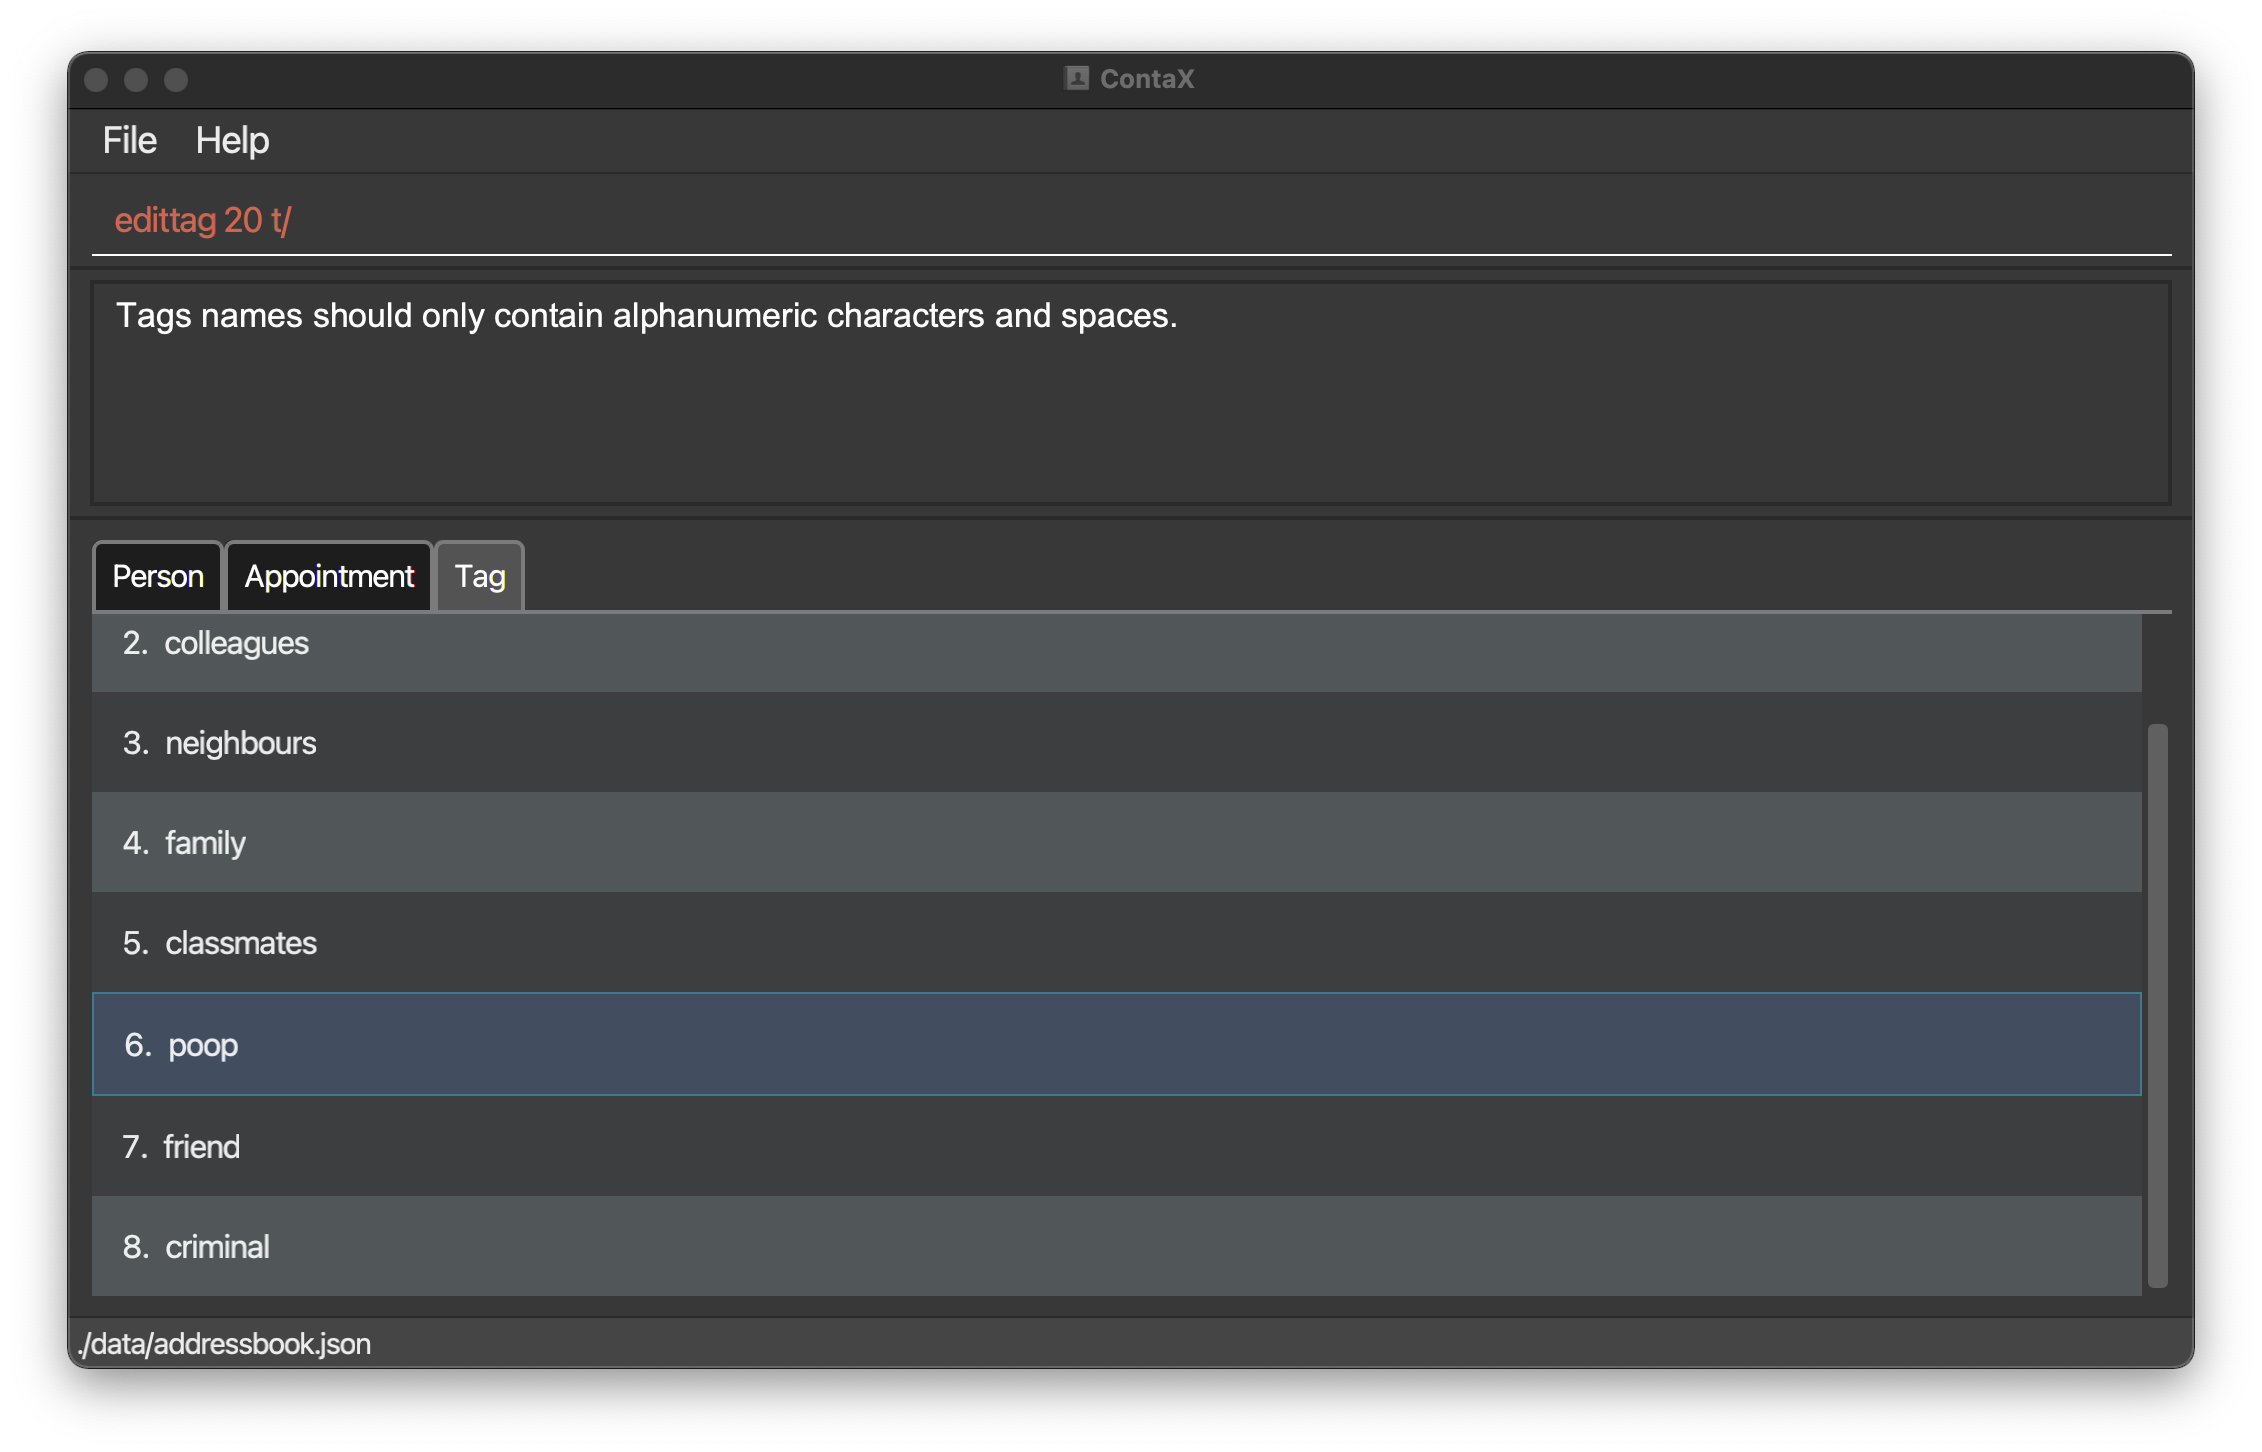 ContaX
File Help
edittag 20 t/
Tags names should only contain alphanumeric characters and spaces.
Person Appointment Tag
2. colleagues
3. neighbours
4. family
5. classmates
6. poop
7. friend
8. criminal
./data/addressbook.json